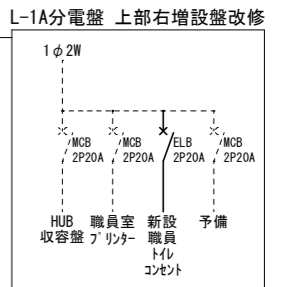 L-1A分電盤 上部右増設盤改修
1φ2W
MCB MCB ELB MCB
2P20A 2P20A 2P20A 2P20A
HUB 職員室 新設 予備
収容盤 プリンター 職員
トイレ
コンセント